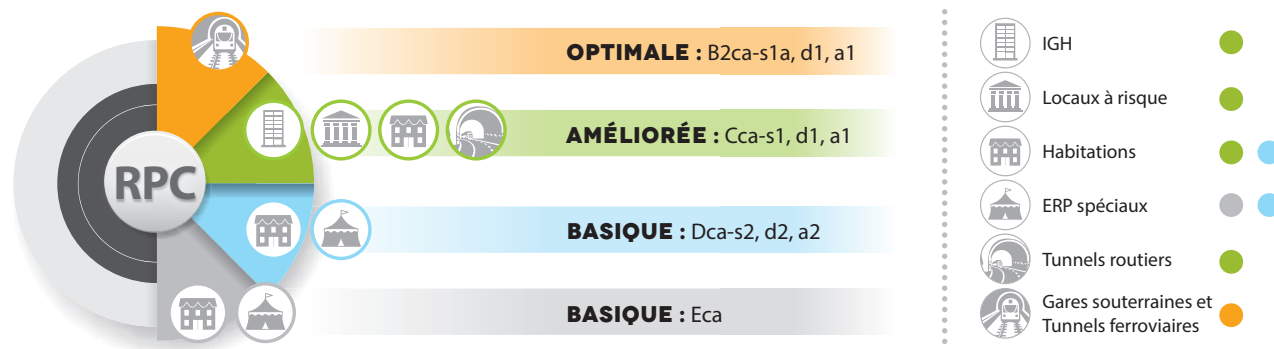 RPC
OPTIMALE : B2ca-s1a, d1, a1
AMÉLIORÉE : Cca-s1, d1, a1
BASIQUE : Dca-s2, d2, a2
BASIQUE : Eca
IGH
Locaux à risque
Habitations
ERP spéciaux
Tunnels routiers
Gares souterraines et
Tunnels ferroviaires